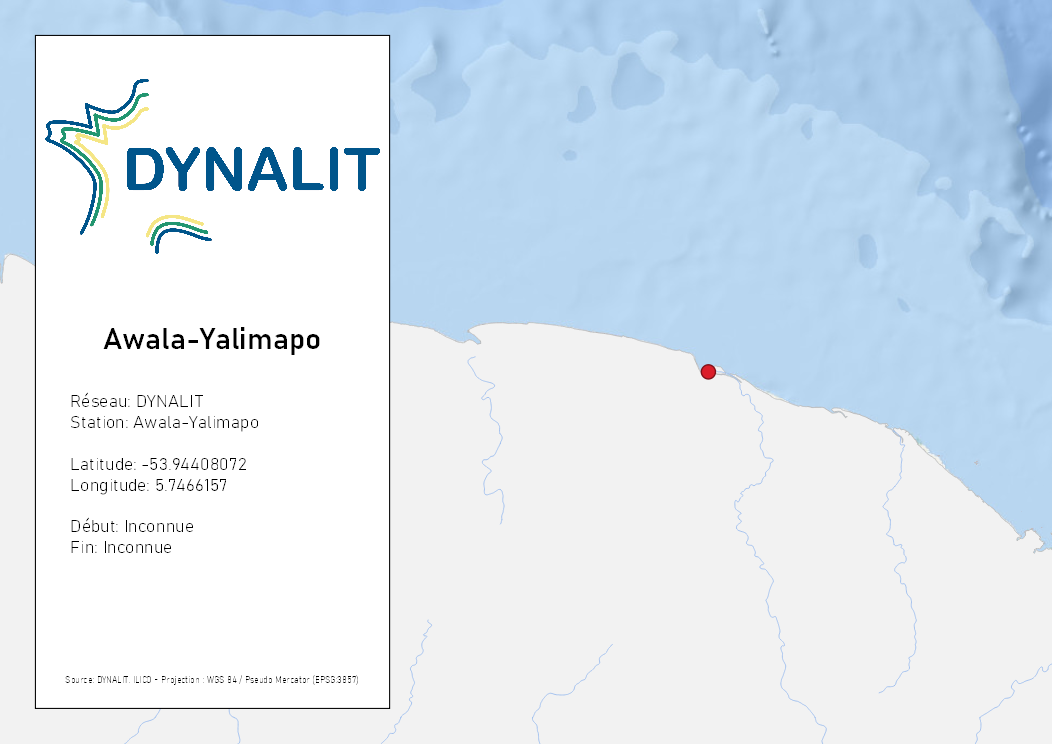 DYNALIT
Awala-Yalimapo
Réseau: DYNALIT
Station: Awala-Yalimapo
Latitude: -53.94408072
Longitude: 5.7466157
Début: Inconnue
Fin: Inconnue
Source: DYNALIT, ILICO - Projection : WGS 84 / Pseudo Mercator (EPSG:3857)